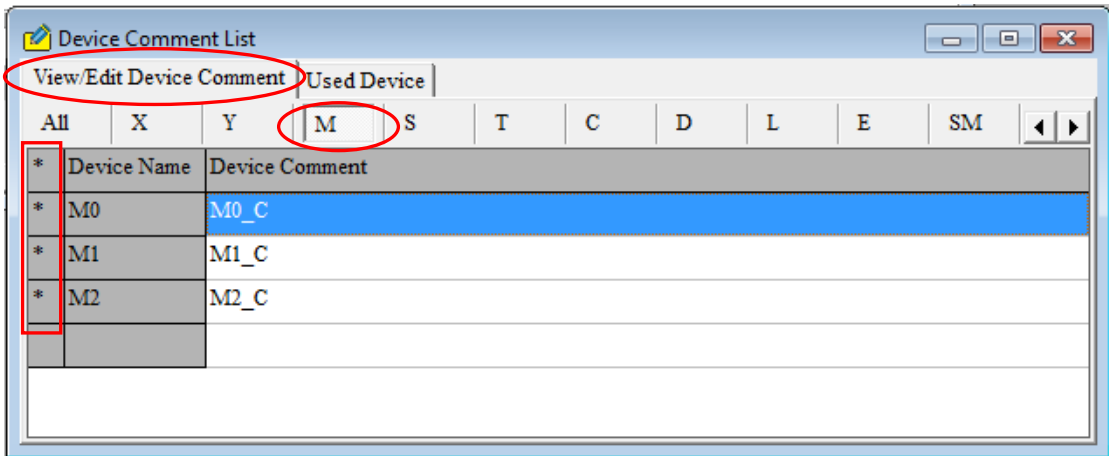 Device Comment List
View/Edit Device Comment Used Device
All X Y M S T C D L E SM
* Device Name Device Comment
* M0 M0_C
* M1 M1_C
* M2 M2_C